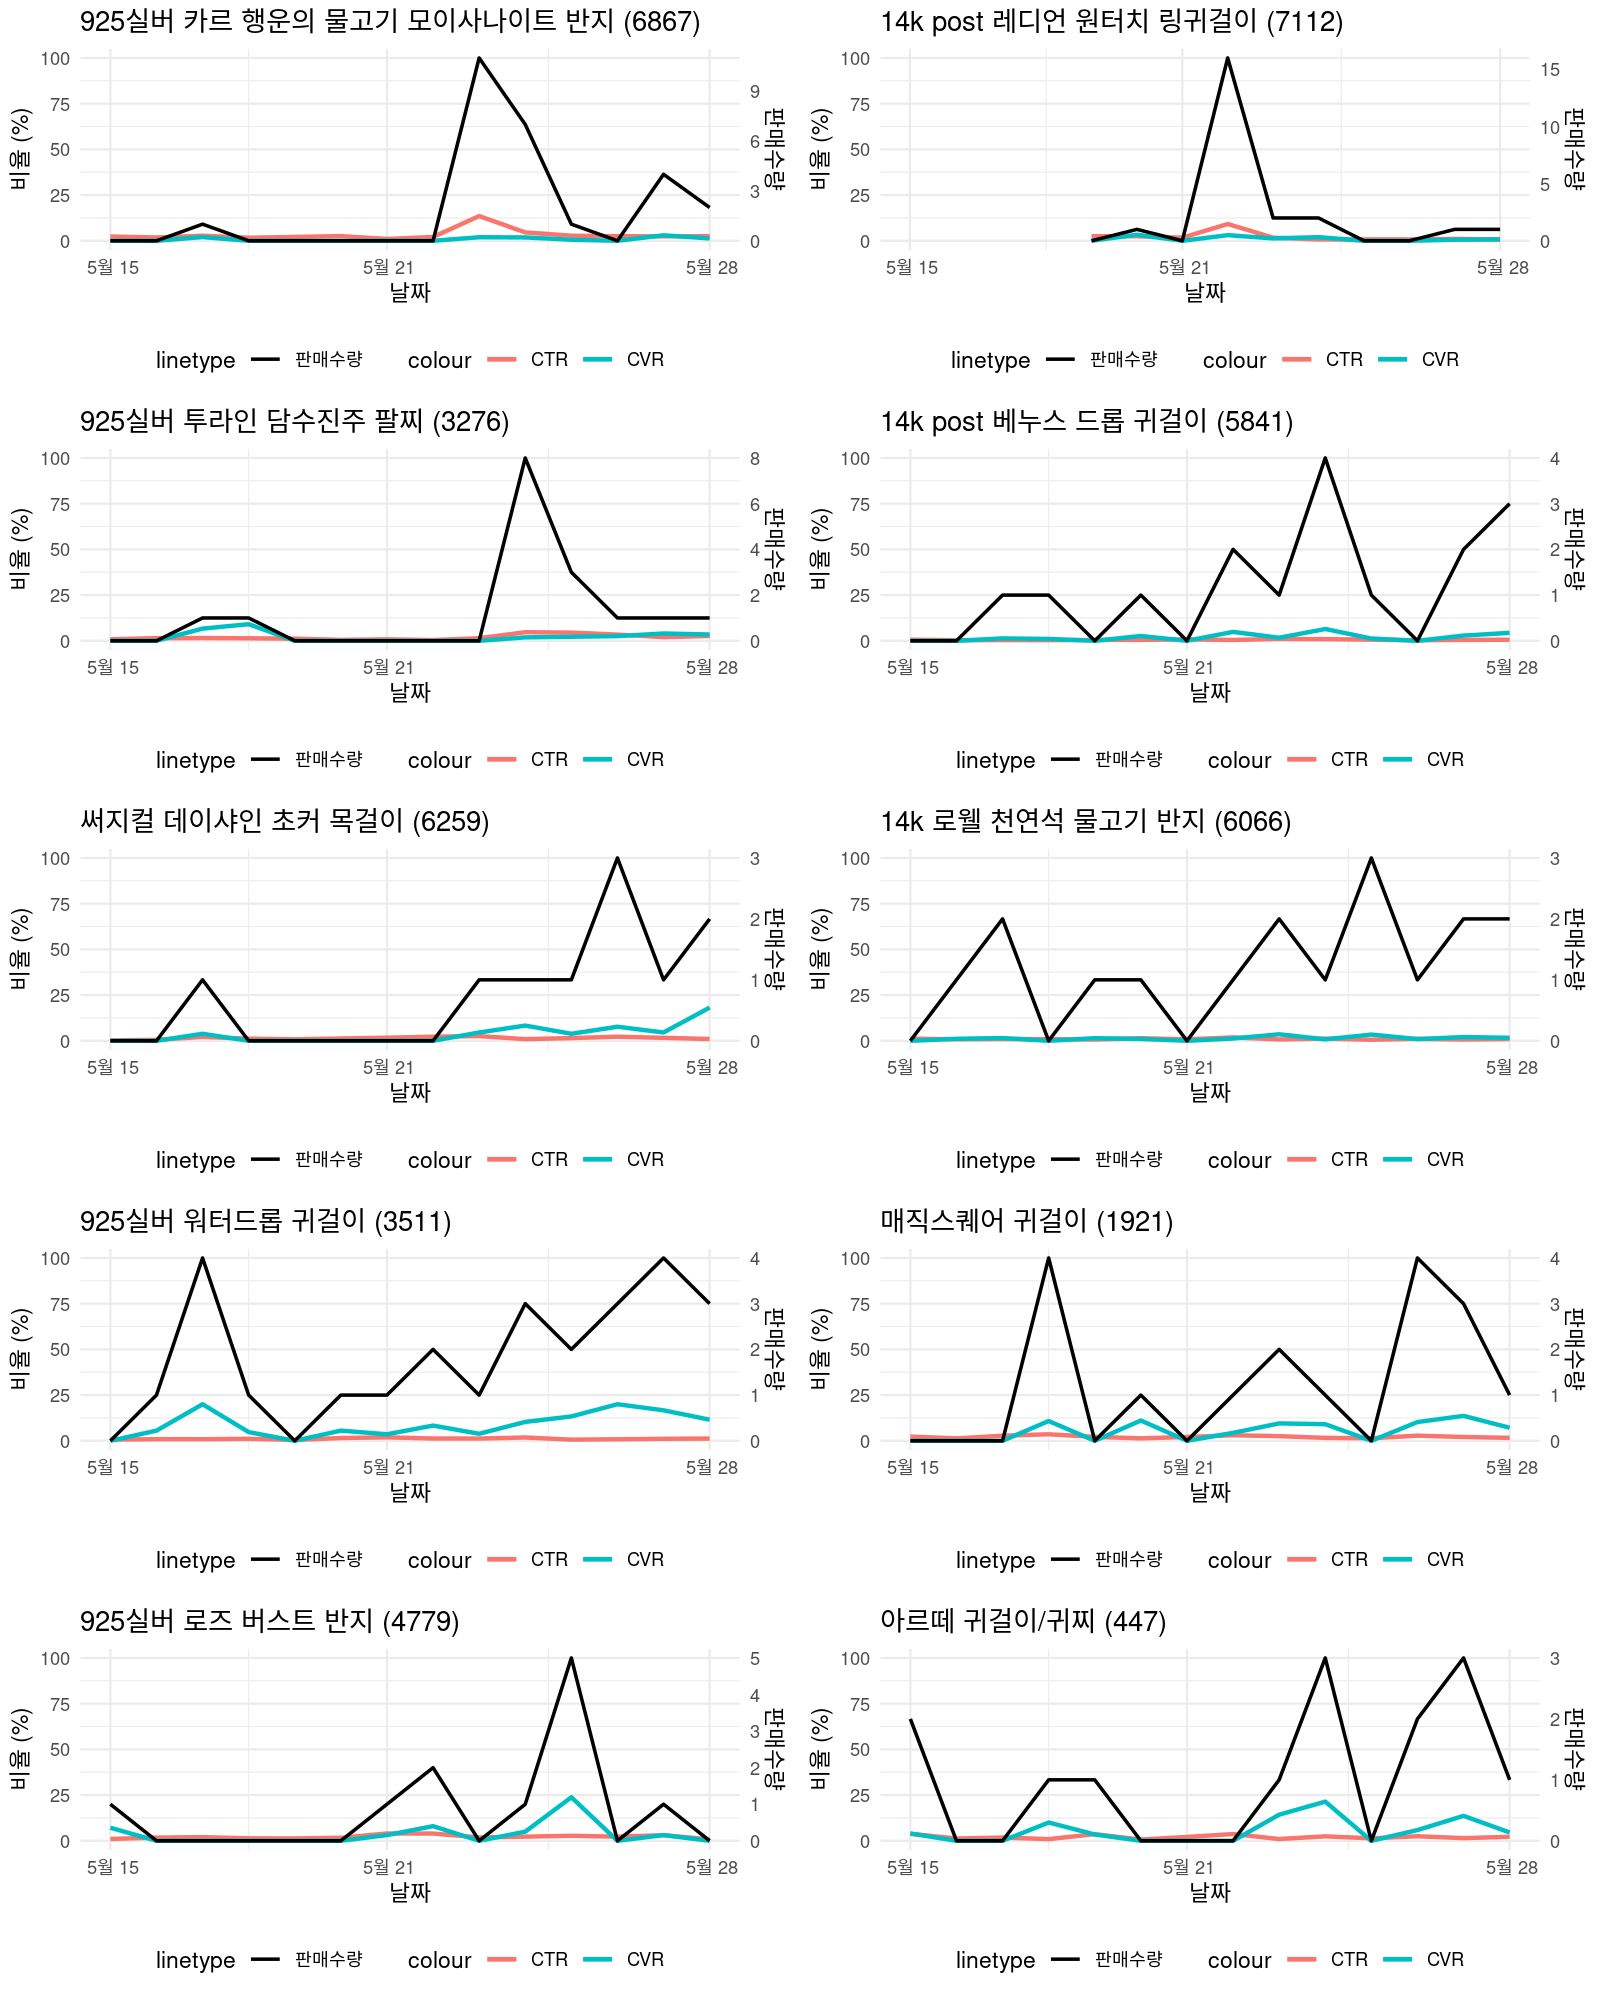 925실버 카르 행운의 물고기 모이사나이트 반지 (6867)
100
75
50
25
0
비율 (%)
9
6
3
0
판매수량
5월 15
5월 21
5월 28
날짜
linetype 판매수량 colour CTR CVR
14k post 레디언 원터치 링귀걸이 (7112)
100
75
50
25
0
비율 (%)
15
10
5
0
판매수량
5월 15
5월 21
5월 28
날짜
linetype 판매수량 colour CTR CVR
925실버 투라인 담수진주 팔찌 (3276)
100
75
50
25
0
비율 (%)
8
6
4
2
0
판매수량
5월 15
5월 21
5월 28
날짜
linetype 판매수량 colour CTR CVR
14k post 베누스 드롭 귀걸이 (5841)
100
75
50
25
0
비율 (%)
4
3
2
1
0
판매수량
5월 15
5월 21
5월 28
날짜
linetype 판매수량 colour CTR CVR
써지컬 데이샤인 초커 목걸이 (6259)
100
75
50
25
0
비율 (%)
3
2
1
0
판매수량
5월 15
5월 21
5월 28
날짜
linetype 판매수량 colour CTR CVR
14k 로웰 천연석 물고기 반지 (6066)
100
75
50
25
0
비율 (%)
3
2
1
0
판매수량
5월 15
5월 21
5월 28
날짜
linetype 판매수량 colour CTR CVR
925실버 워터드롭 귀걸이 (3511)
100
75
50
25
0
비율 (%)
4
3
2
1
0
판매수량
5월 15
5월 21
5월 28
날짜
linetype 판매수량 colour CTR CVR
매직스퀘어 귀걸이 (1921)
100
75
50
25
0
비율 (%)
4
3
2
1
0
판매수량
5월 15
5월 21
5월 28
날짜
linetype 판매수량 colour CTR CVR
925실버 로즈 버스트 반지 (4779)
100
75
50
25
0
비율 (%)
5
4
3
2
1
0
판매수량
5월 15
5월 21
5월 28
날짜
linetype 판매수량 colour CTR CVR
아르떼 귀걸이/귀찌 (447)
100
75
50
25
0
비율 (%)
3
2
1
0
판매수량
5월 15
5월 21
5월 28
날짜
linetype 판매수량 colour CTR CVR